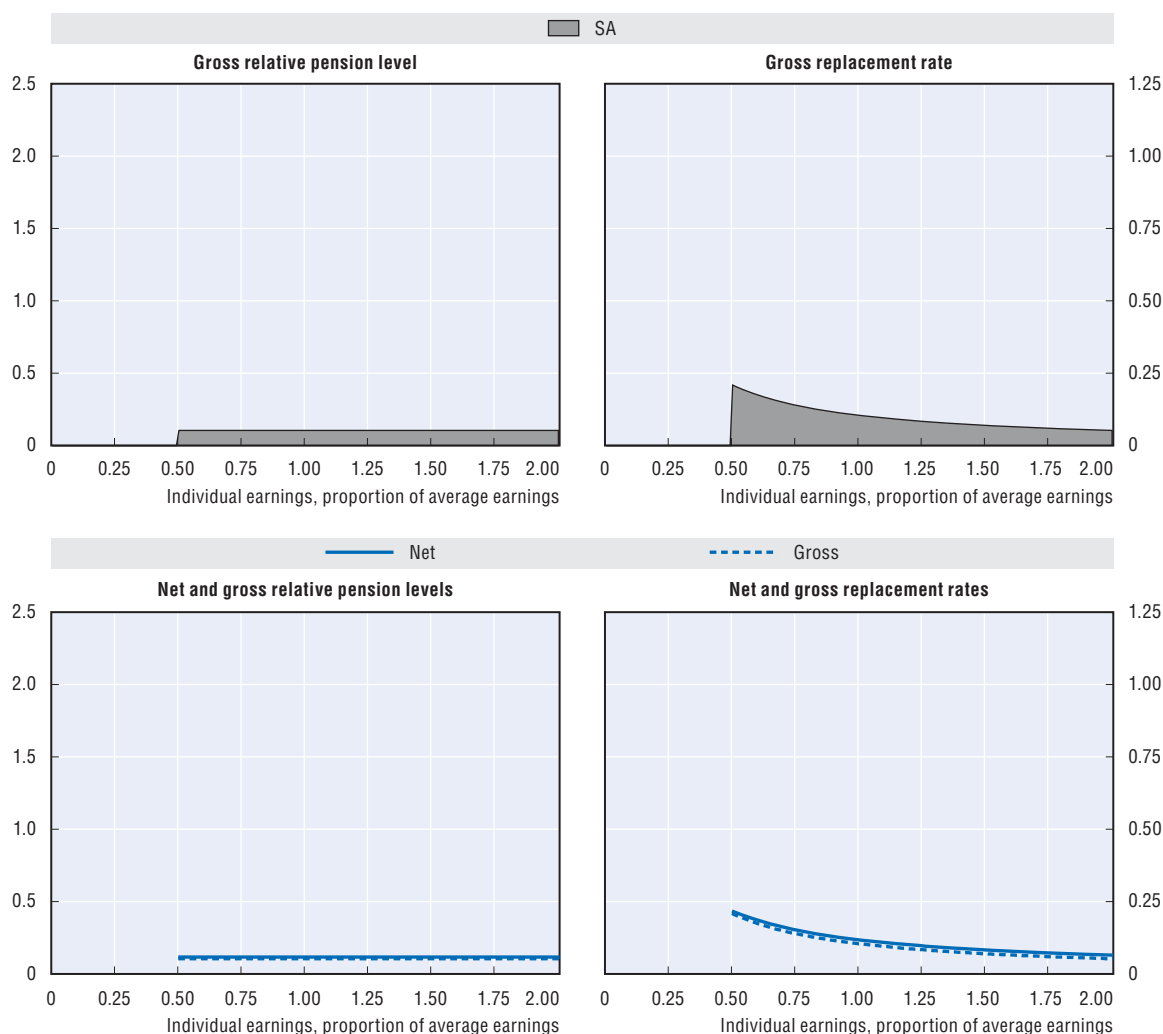 SA
Gross relative pension level
2.5
2.0
1.5
1.0
0.5
0
0 0.25 0.50 0.75 1.00 1.25 1.50 1.75 2.00
Individual earnings, proportion of average earnings
Gross replacement rate
1.25
1.00
0.75
0.50
0.25
0
0 0.25 0.50 0.75 1.00 1.25 1.50 1.75 2.00
Individual earnings, proportion of average earnings
Net Gross
Net and gross relative pension levels
2.5
2.0
1.5
1.0
0.5
0
0 0.25 0.50 0.75 1.00 1.25 1.50 1.75 2.00
Individual earnings, proportion of average earnings
Net and gross replacement rates
1.25
1.00
0.75
0.50
0.25
0
0 0.25 0.50 0.75 1.00 1.25 1.50 1.75 2.00
Individual earnings, proportion of average earnings